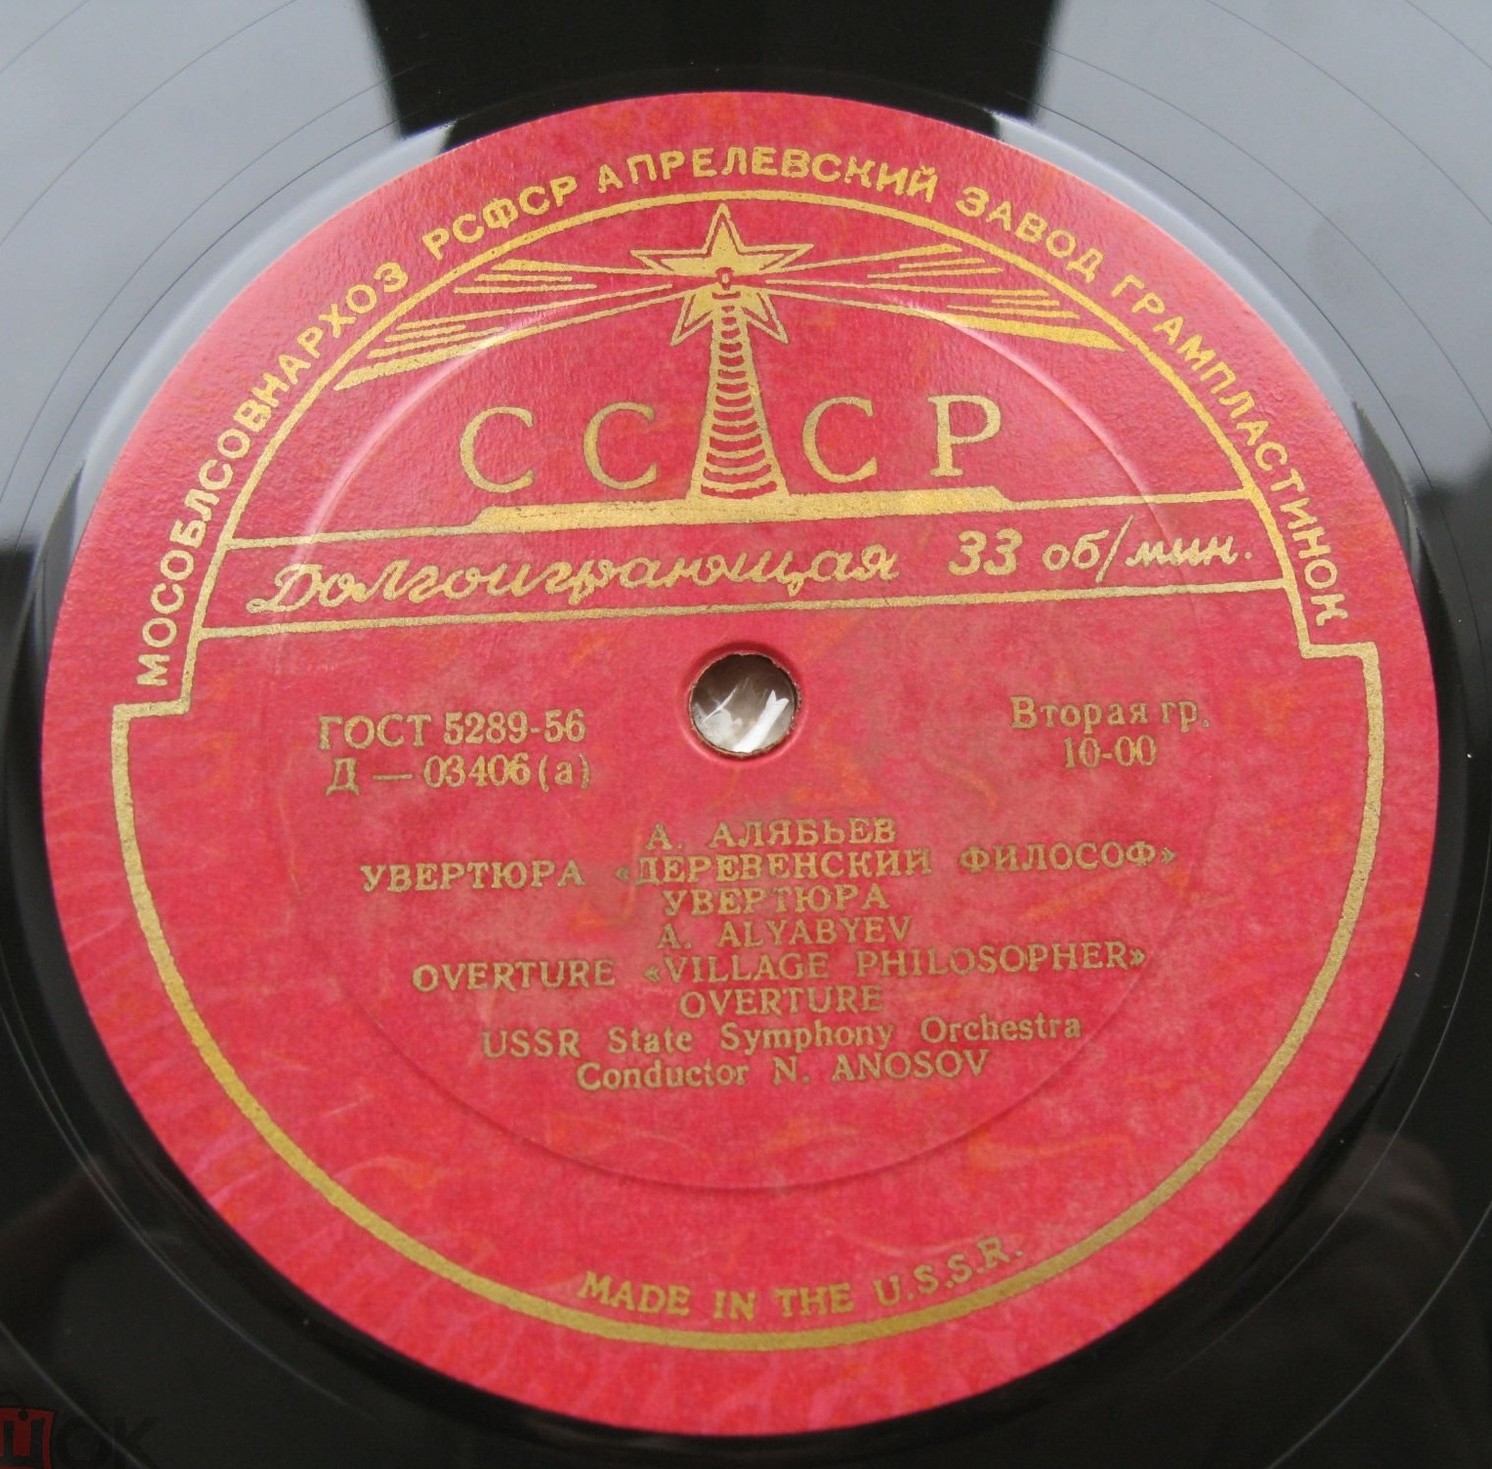 МОСОБЛСОВНАРХОЗ РСФСР АПРЕЛЕВСКИЙ ЗАВОД ГРАМПЛАСТИНОК
СССР
Долгоиграющая 33 об/мин.
ГОСТ 5289-56
Д — 03406(а)
Вторая гр.
10-00
А. АЛЯБЬЕВ
УВЕРТЮРА «ДЕРЕВЕНСКИЙ ФИЛОСОФ»
УВЕРТЮРА
A. ALYABYEV
OVERTURE «VILLAGE PHILOSOPHER»
OVERTURE
USSR State Symphony Orchestra
Conductor N. ANOSOV
MADE IN THE U.S.S.R.